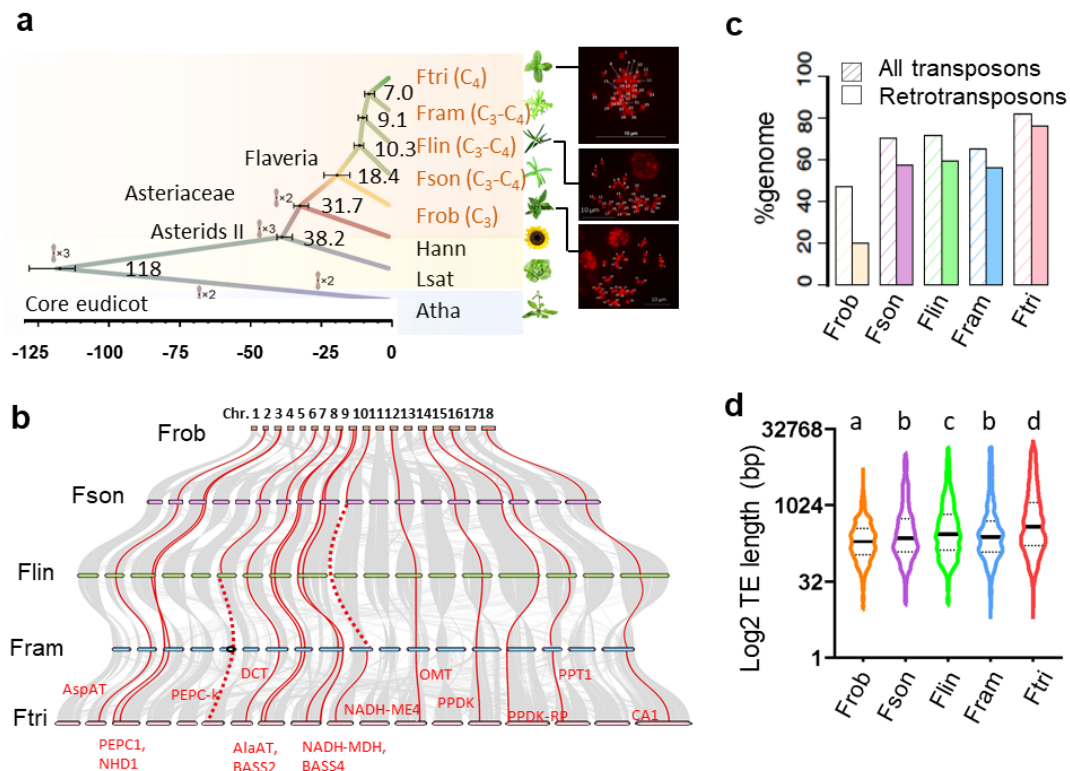 a
Ftri (C4)
7.0
Fram (C3-C4)
9.1
Flin (C3-C4)
10.3
Flaveria
Fson (C3-C4)
18.4
Asteriaceae
×2
31.7
Frob (C3)
Asterids II
×3
38.2
Hann
×3
118
×2
Lsat
×2
Core eudicot
Atha
-125 -100 -75 -50 -25 0
10 μm
10 μm
10 μm
c
All transposons
Retrotransposons
%genome
0 20 40 60 80 100
Frob Fson Flin Fram Ftri
b
Chr. 1 2 3 4 5 6 7 8 9 10 11 12 13 14 15 16 17 18
Frob
Fson
Flin
Fram
Ftri
AspAT
PEPC-K
DCT
NADH-ME4
OMT
PPDK
PPDK-RP
PPT1
CA1
PEPC1,
NHD1
AlaAT,
BASS2
NADH-MDH,
BASS4
d
Log2 TE length (bp)
32768
1024
32
1
a b c b d
Frob Fson Flin Fram Ftri